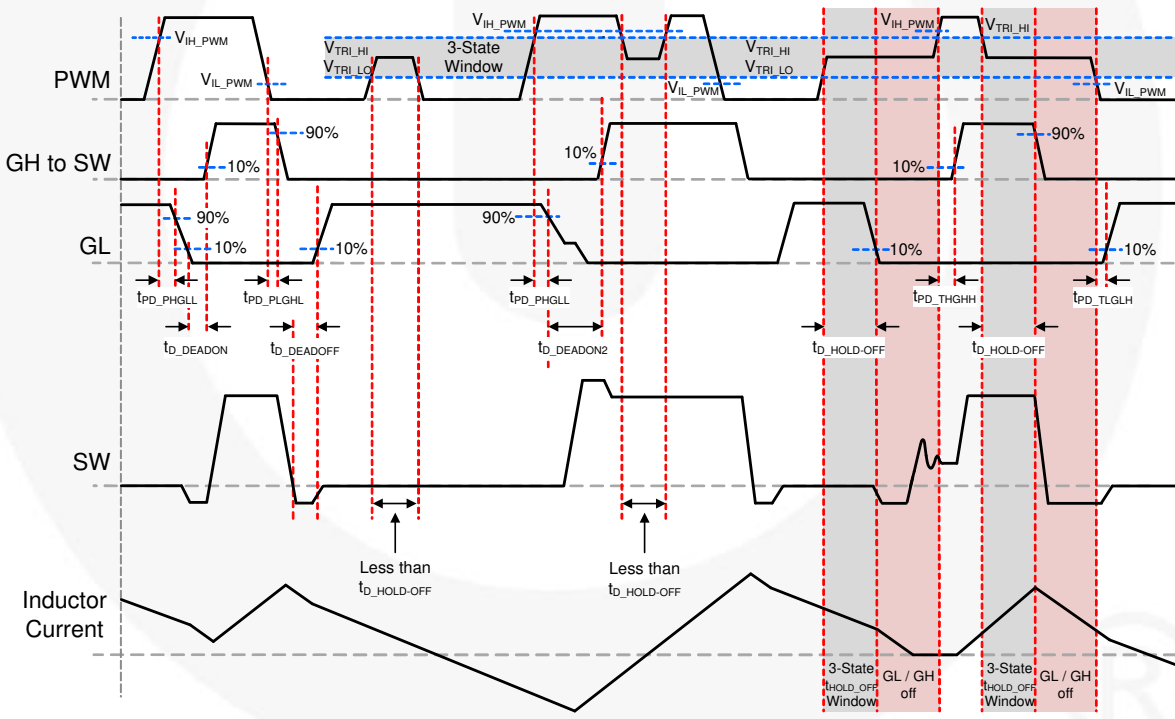 PWM
V_IH_PWM
V_IL_PWM
V_TRI_HI
V_TRI_LO
3-State
Window
V_IH_PWM
V_IL_PWM
V_TRI_HI
V_TRI_LO
V_IH_PWM
V_TRI_HI
V_IL_PWM
GH to SW
90%
10%
10%
10%
90%
GL
90%
10%
10%
90%
10%
10%
t_PD_PHGLL
t_PD_PLGHL
t_PD_PHGLL
t_PD_THGHH
t_PD_TLGLH
t_D_DEADON
t_D_DEADOFF
t_D_DEADON2
t_D_HOLD-OFF
t_D_HOLD-OFF
SW
Less than
t_D_HOLD-OFF
Less than
t_D_HOLD-OFF
Inductor
Current
3-State
t_HOLD_OFF
Window
GL / GH
off
3-State
t_HOLD_OFF
Window
GL / GH
off
R